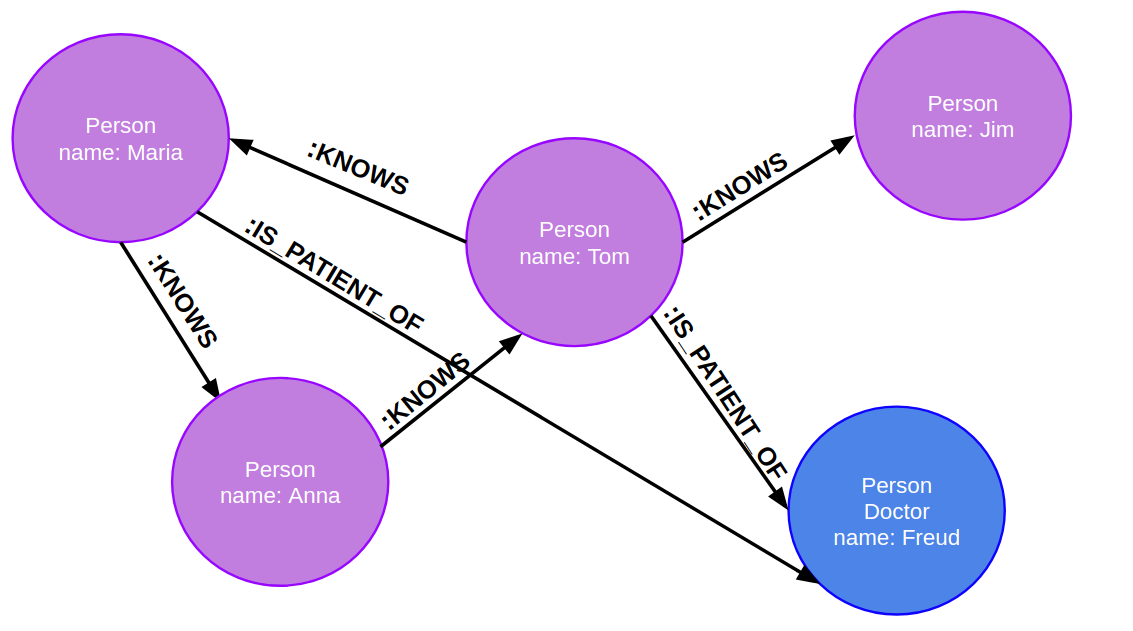 Person
name: Maria
:KNOWS
Person
name: Tom
:KNOWS
Person
name: Jim
:IS_PATIENT_OF
:KNOWS
:KNOWS
:IS_PATIENT_OF
Person
name: Anna
Person
Doctor
name: Freud